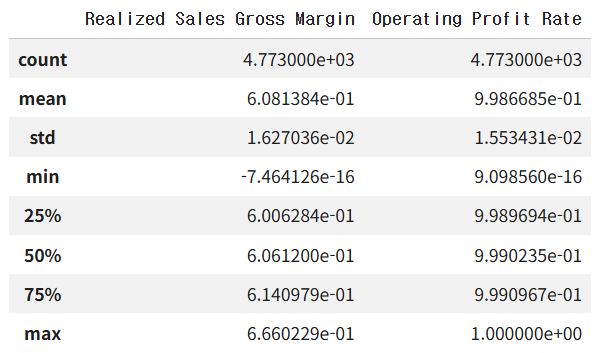 Realized Sales Gross Margin Operating Profit Rate
count 4.773000e+03 4.773000e+03
mean 6.081384e-01 9.986685e-01
std 1.627036e-02 1.553431e-02
min -7.464126e-16 9.098560e-16
25% 6.006284e-01 9.989694e-01
50% 6.061200e-01 9.990235e-01
75% 6.140979e-01 9.990967e-01
max 6.660229e-01 1.000000e+00